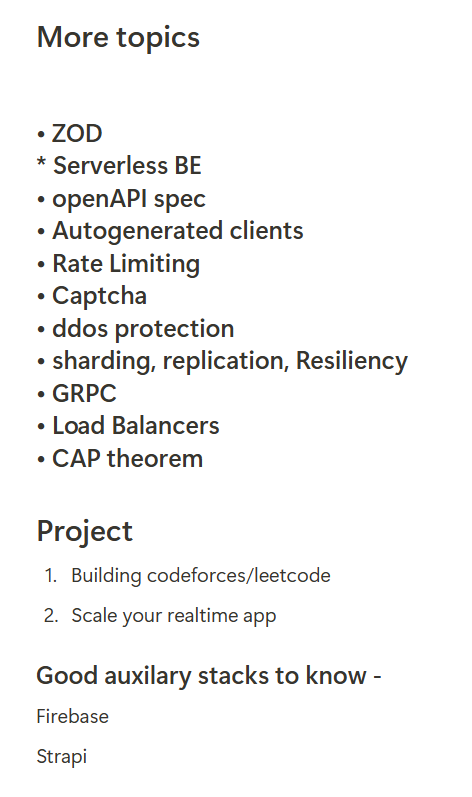 More topics
• ZOD
* Serverless BE
• openAPI spec
• Autogenerated clients
• Rate Limiting
• Captcha
• ddos protection
• sharding, replication, Resiliency
• GRPC
• Load Balancers
• CAP theorem
Project
1. Building codeforces/leetcode
2. Scale your realtime app
Good auxilary stacks to know -
Firebase
Strapi